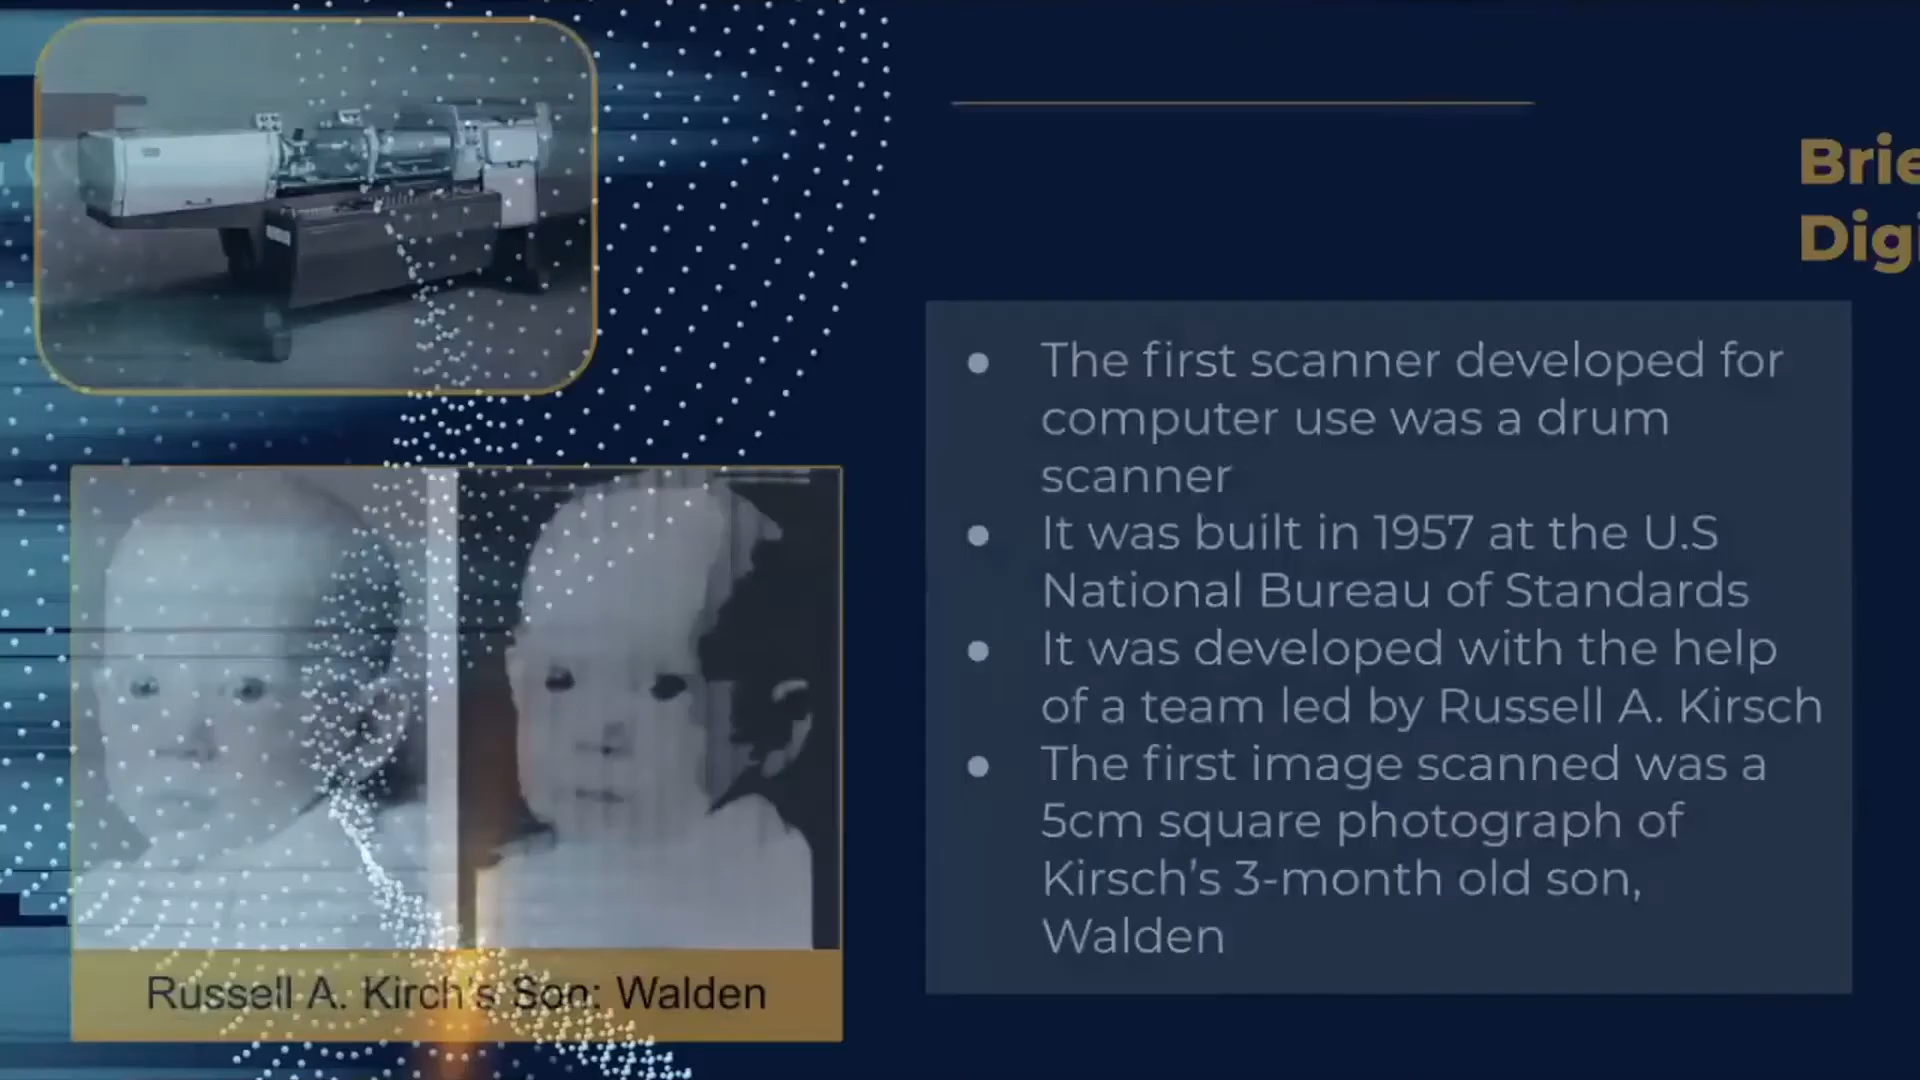 Brie
Digi
The first scanner developed for
computer use was a drum
scanner
It was built in 1957 at the U.S
National Bureau of Standards
It was developed with the help
of a team led by Russell A. Kirsch
The first image scanned was a
5cm square photograph of
Kirsch's 3-month old son,
Walden
Russell A. Kirch's Son: Walden